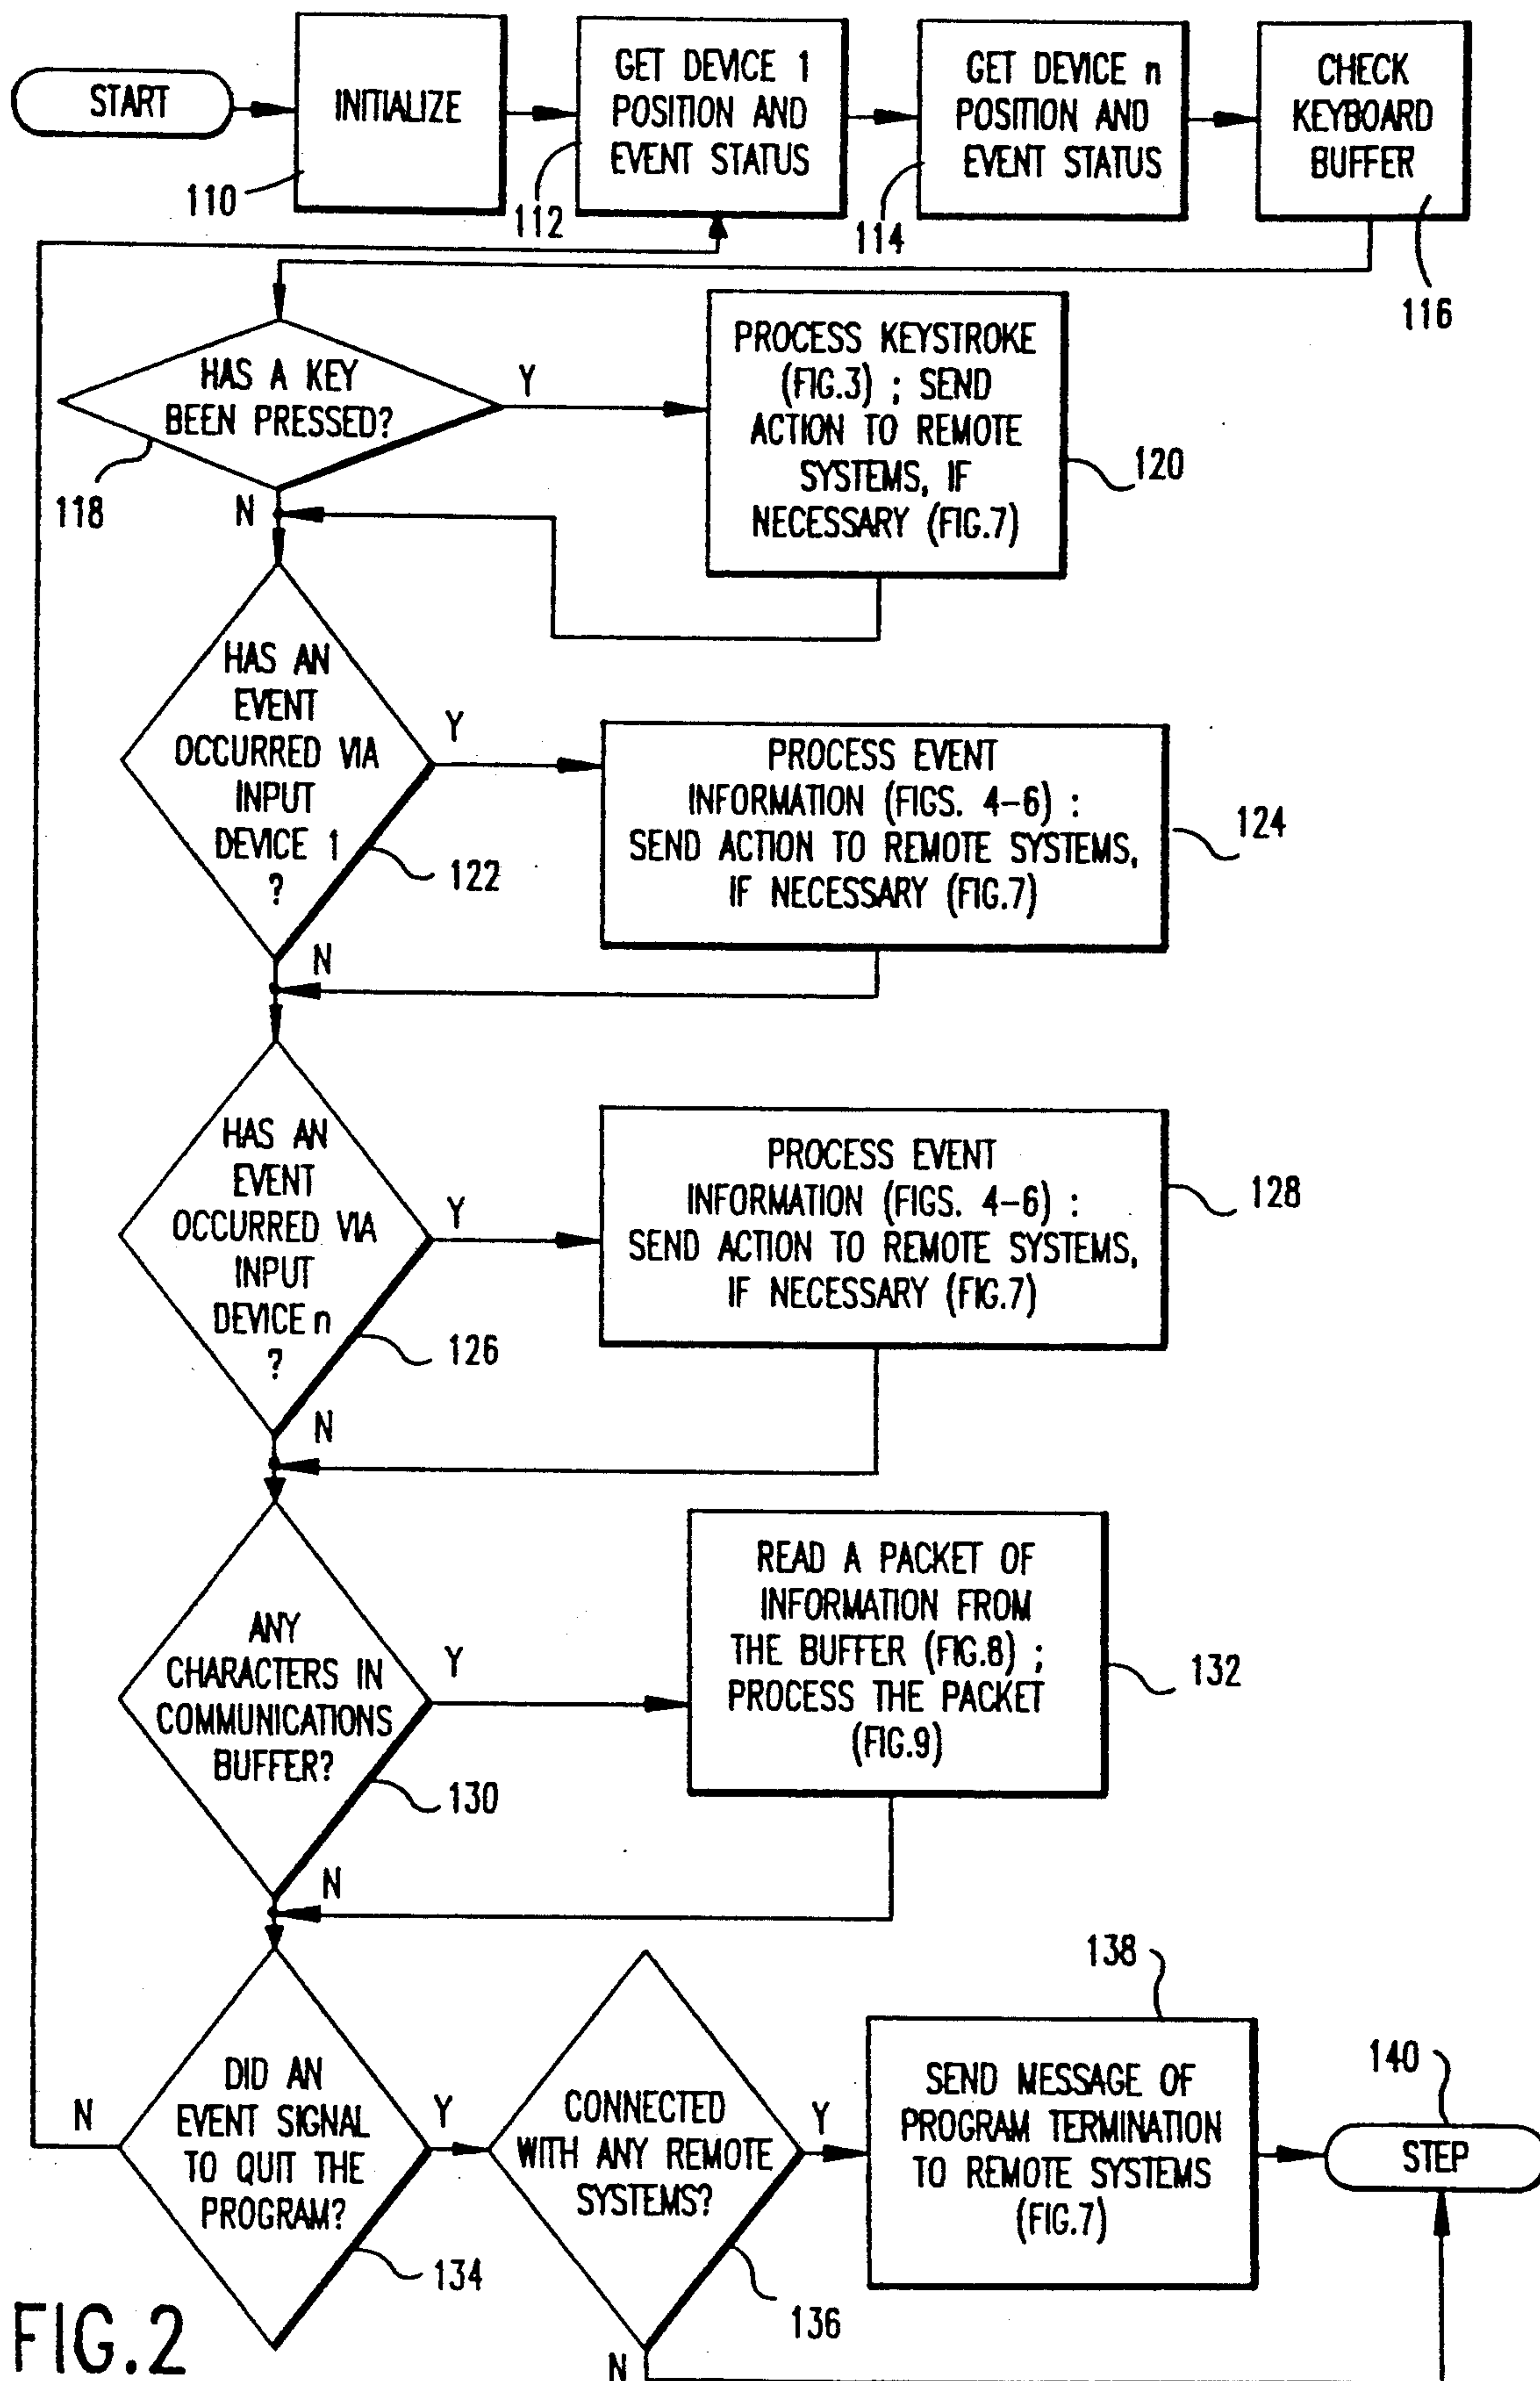 START
INITIALIZE
110
GET DEVICE 1
POSITION AND
EVENT STATUS
112
GET DEVICE n
POSITION AND
EVENT STATUS
114
CHECK
KEYBOARD
BUFFER
116
HAS A KEY
BEEN PRESSED?
118
Y
N
PROCESS KEYSTROKE
(FIG.3) ; SEND
ACTION TO REMOTE
SYSTEMS, IF
NECESSARY (FIG.7)
120
HAS AN
EVENT
OCCURRED VIA
INPUT
DEVICE 1
?
122
Y
N
PROCESS EVENT
INFORMATION (FIGS. 4-6) :
SEND ACTION TO REMOTE SYSTEMS,
IF NECESSARY (FIG.7)
124
HAS AN
EVENT
OCCURRED VIA
INPUT
DEVICE n
?
126
Y
N
PROCESS EVENT
INFORMATION (FIGS. 4-6) :
SEND ACTION TO REMOTE SYSTEMS,
IF NECESSARY (FIG.7)
128
ANY
CHARACTERS IN
COMMUNICATIONS
BUFFER?
130
Y
N
READ A PACKET OF
INFORMATION FROM
THE BUFFER (FIG.8) ;
PROCESS THE PACKET
(FIG.9)
132
DID AN
EVENT SIGNAL
TO QUIT THE
PROGRAM?
134
N
Y
CONNECTED
WITH ANY REMOTE
SYSTEMS?
136
Y
N
138
SEND MESSAGE OF
PROGRAM TERMINATION
TO REMOTE SYSTEMS
(FIG.7)
140
STEP
FIG.2